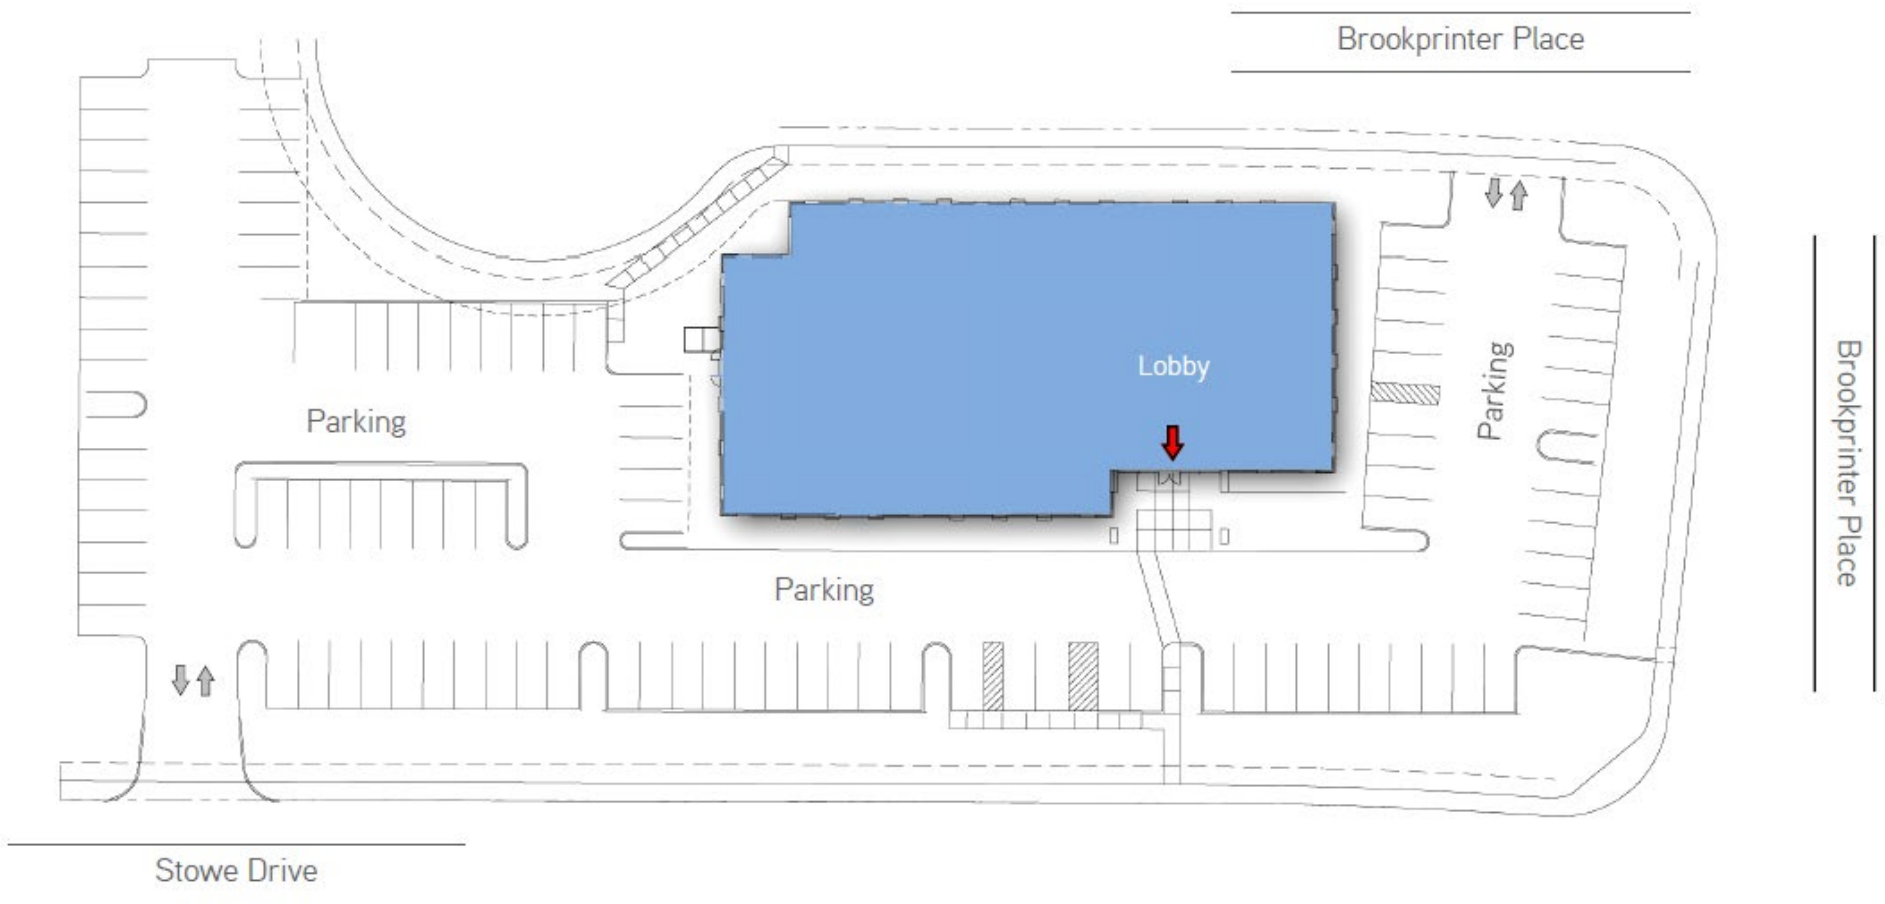 Brookprinter Place
Lobby
Parking
Brookprinter Place
Parking
Parking
Stowe Drive